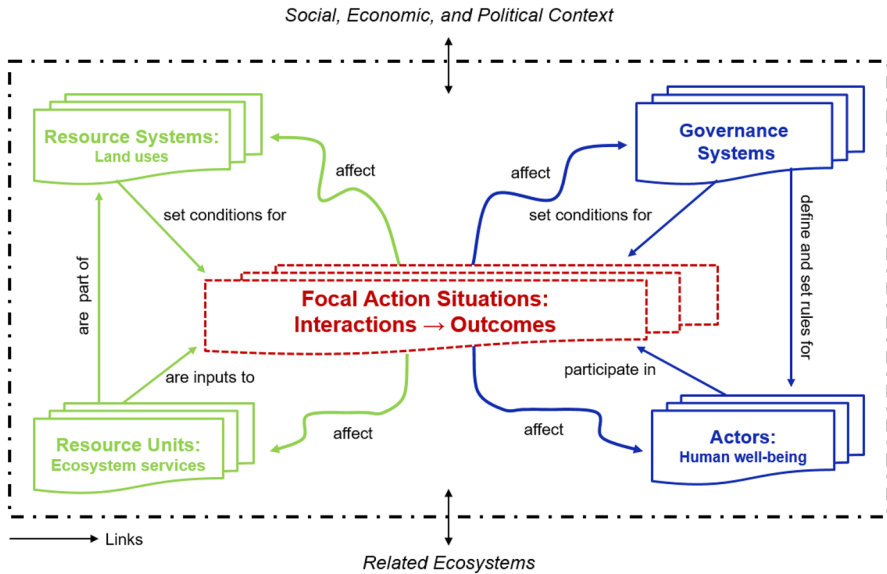 Social, Economic, and Political Context
Resource Systems:
Land uses
Governance
Systems
affect
affect
set conditions for
set conditions for
are part of
define and set rules for
Focal Action Situations:
Interactions → Outcomes
are inputs to
participate in
affect
affect
Resource Units:
Ecosystem services
Actors:
Human well-being
Links
Related Ecosystems